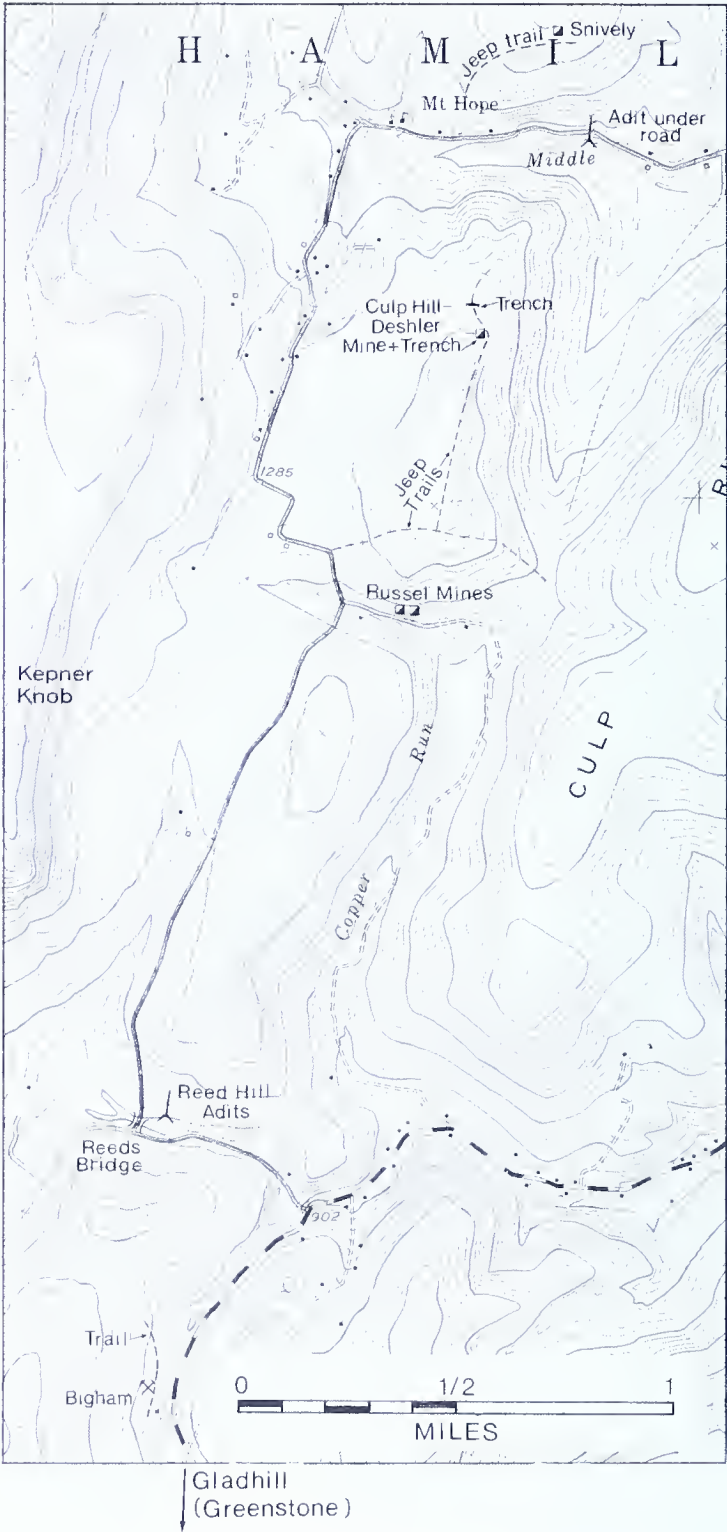 Jeep trail Snively
H A M I L
Mt Hope
Adit under
road
Middle
Culp Hill-
Deshler
Mine+Trench
Trench
Jeep
Trails
1285
Russel Mines
Kepner
Knob
Run
CULP
Copper
Reed Hill
Adits
Reeds
Bridge
902
Trail
Bigham
0 1/2 1
MILES
Gladhill
(Greenstone)